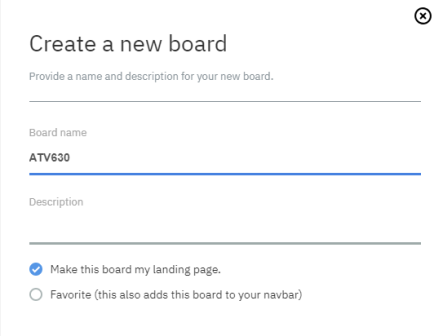 Create a new board
Provide a name and description for your new board.
Board name
ATV630
Description
Make this board my landing page.
Favorite (this also adds this board to your navbar)